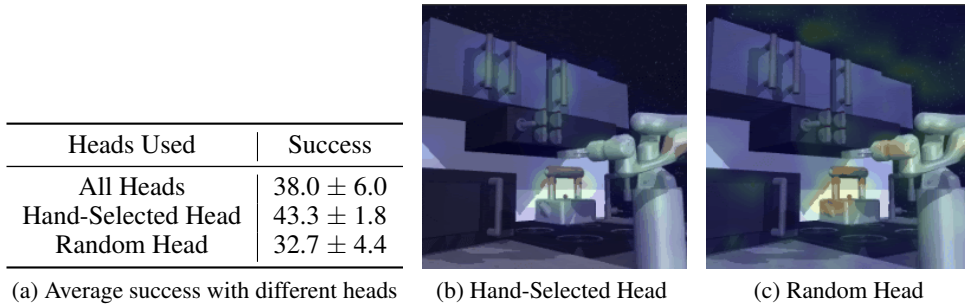 Heads Used Success
All Heads 38.0 ± 6.0
Hand-Selected Head 43.3 ± 1.8
Random Head 32.7 ± 4.4
(a) Average success with different heads
(b) Hand-Selected Head
(c) Random Head